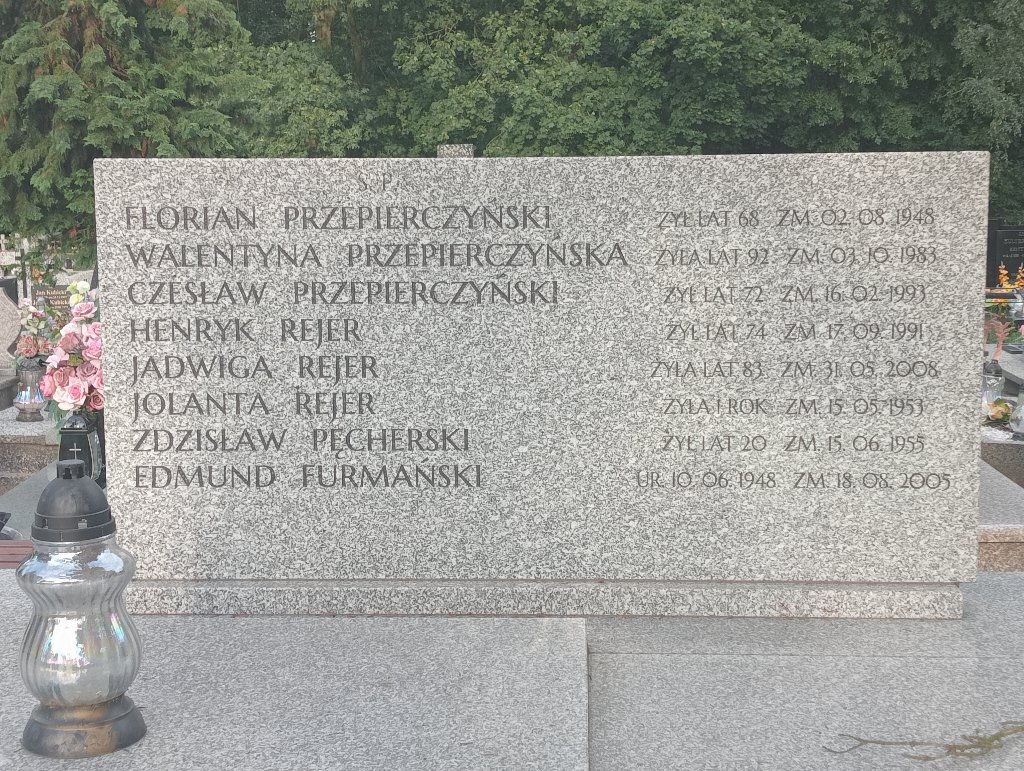 Ś. P.
FLORIAN PRZEPIERCZYŃSKI ŻYŁ LAT 68 ZM. 02. 08. 1948
WALENTYNA PRZEPIERCZYŃSKA ŻYŁA LAT 92 ZM. 03. 10. 1983
CZESŁAW PRZEPIERCZYŃSKI ŻYŁ LAT ZM. 16. 02. 1993
HENRYK REJER ŻYŁ LAT 74 ZM. 17. 09. 1991
JADWIGA REJER ŻYŁA LAT 83 ZM. 31. 05. 2008
JOLANTA REJER ŻYŁA 1 ROK ZM. 15. 05. 1953
ZDZISŁAW PĘCHERSKI ŻYŁ LAT 20 ZM. 15. 06. 1955
EDMUND FURMAŃSKI UR. 10. 06. 1948 ZM. 18. 08. 2005
Jan Kubicki